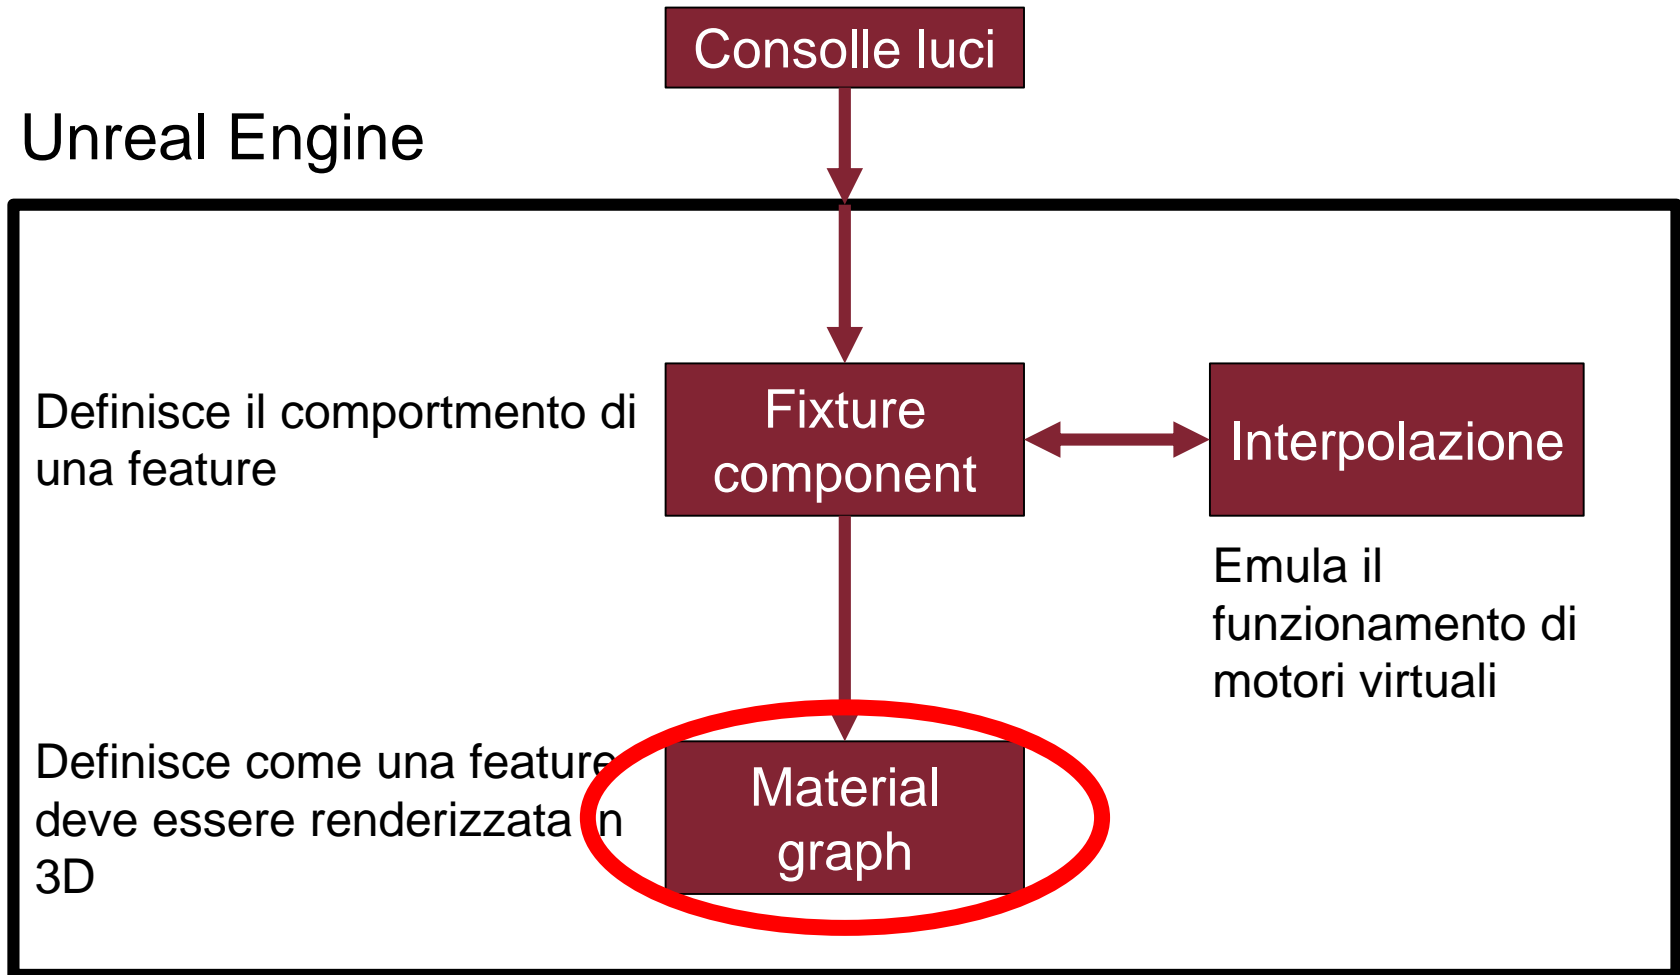 Consolle luci
Unreal Engine
Definisce il comportmento di
una feature
Fixture
component
Interpolazione
Emula il
funzionamento di
motori virtuali
Definisce come una feature
deve essere renderizzata in
3D
Material
graph